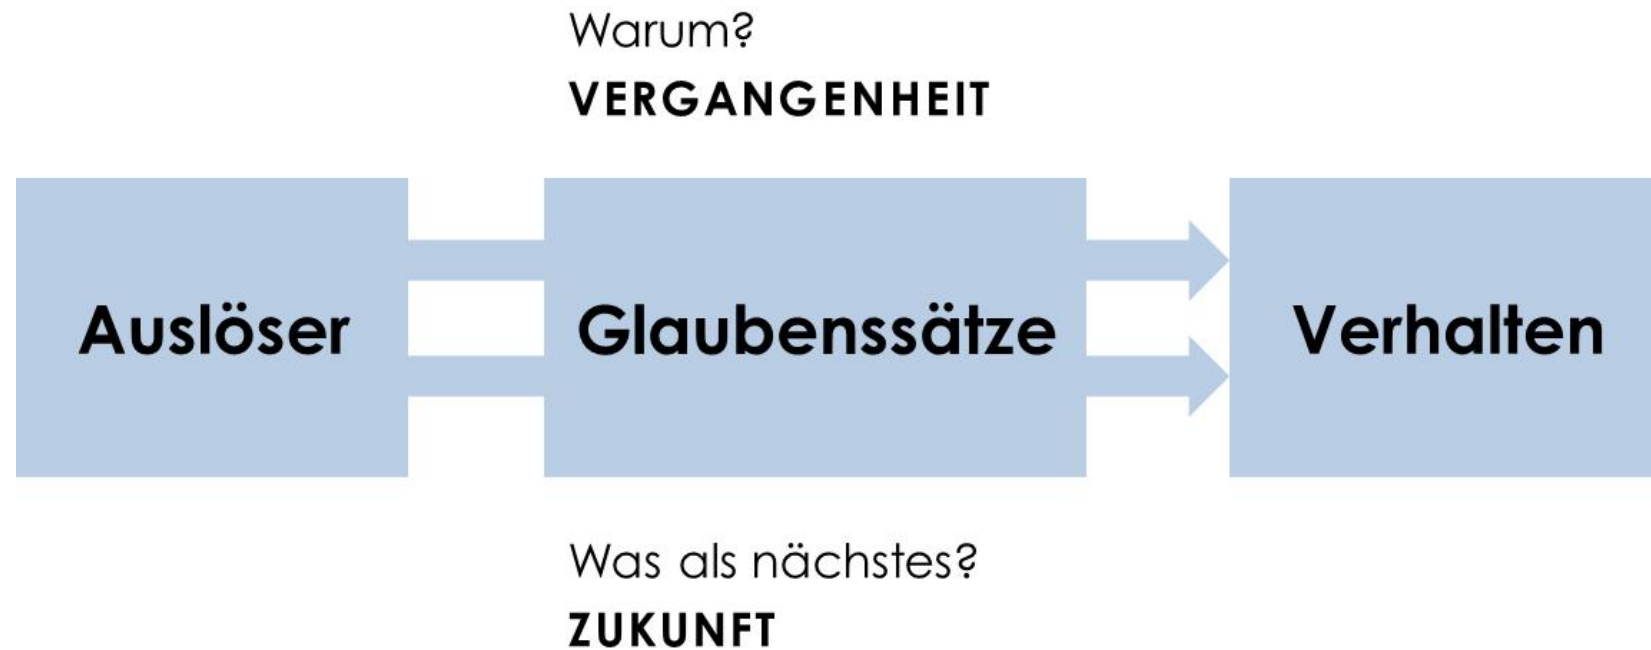 Warum?
VERGANGENHEIT
Auslöser
Glaubenssätze
Verhalten
Was als nächstes?
ZUKUNFT